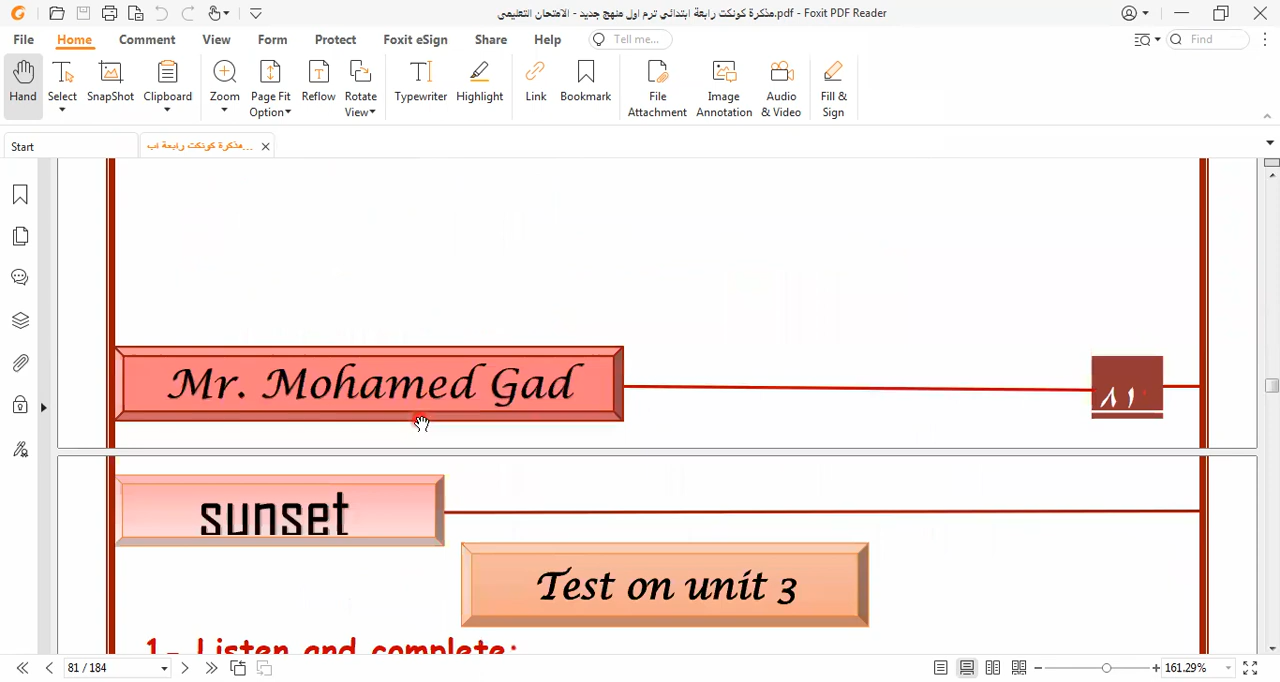 مذكرة كونكت رابعة ابتدائي ترم اول منهج جديد - الامتحان التعليمي.pdf - Foxit PDF Reader
File Home Comment View Form Protect Foxit eSign Share Help Tell me... Find
Hand Select SnapShot Clipboard Zoom Page Fit Option Reflow Rotate View Typewriter Highlight Link Bookmark File Attachment Image Annotation Audio & Video Fill & Sign
Start مذكرة كونكت رابعة اب...
Mr. Mohamed Gad
٨١
sunset
Test on unit 3
1- Listen and complete:
81 / 184 161.29%